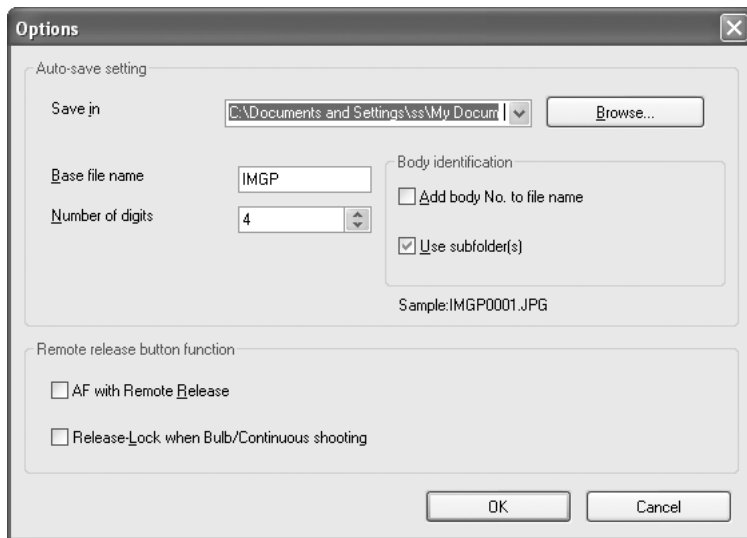 Options
Auto-save setting
Save in
C:\Documents and Settings\ss\My Docum
Browse...
Base file name
IMGP
Number of digits
4
Body identification
Add body No. to file name
Use subfolder(s)
Sample:IMGP0001.JPG
Remote release button function
AF with Remote Release
Release-Lock when Bulb/Continuous shooting
OK
Cancel